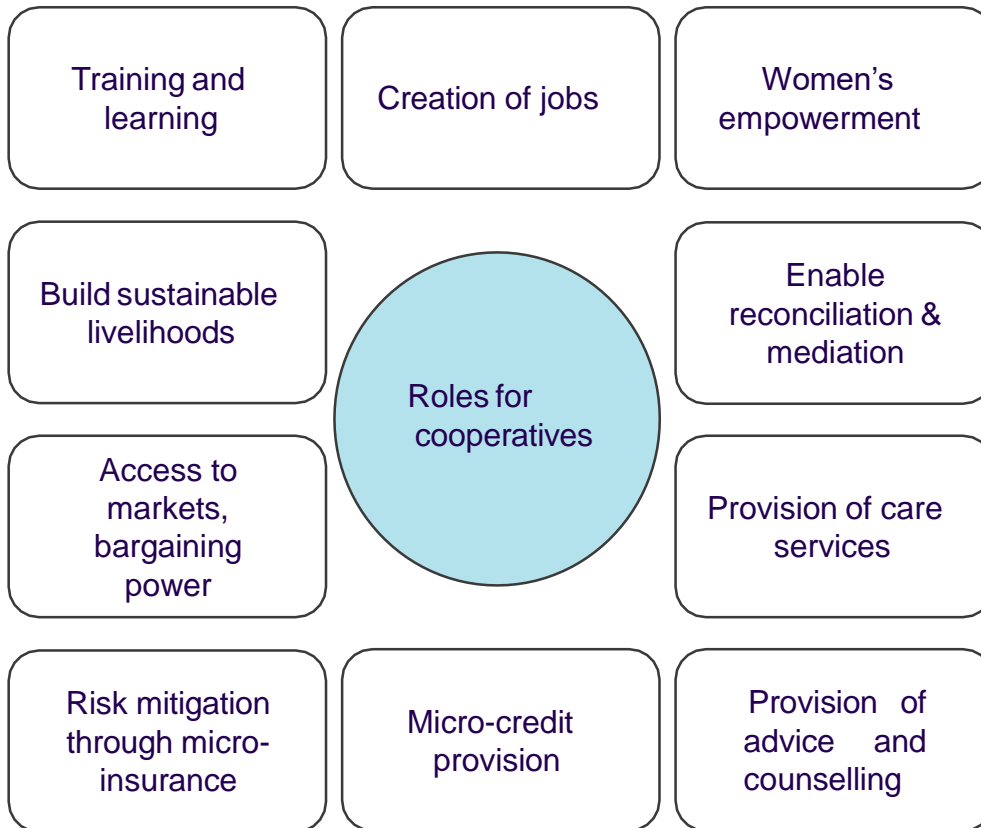 Training and
learning
Creation of jobs
Women’s
empowerment
Build sustainable
livelihoods
Enable
reconciliation &
mediation
Roles for
cooperatives
Access to
markets,
bargaining
power
Provision of care
services
Risk mitigation
through micro-
insurance
Micro-credit
provision
Provision of
advice and
counselling